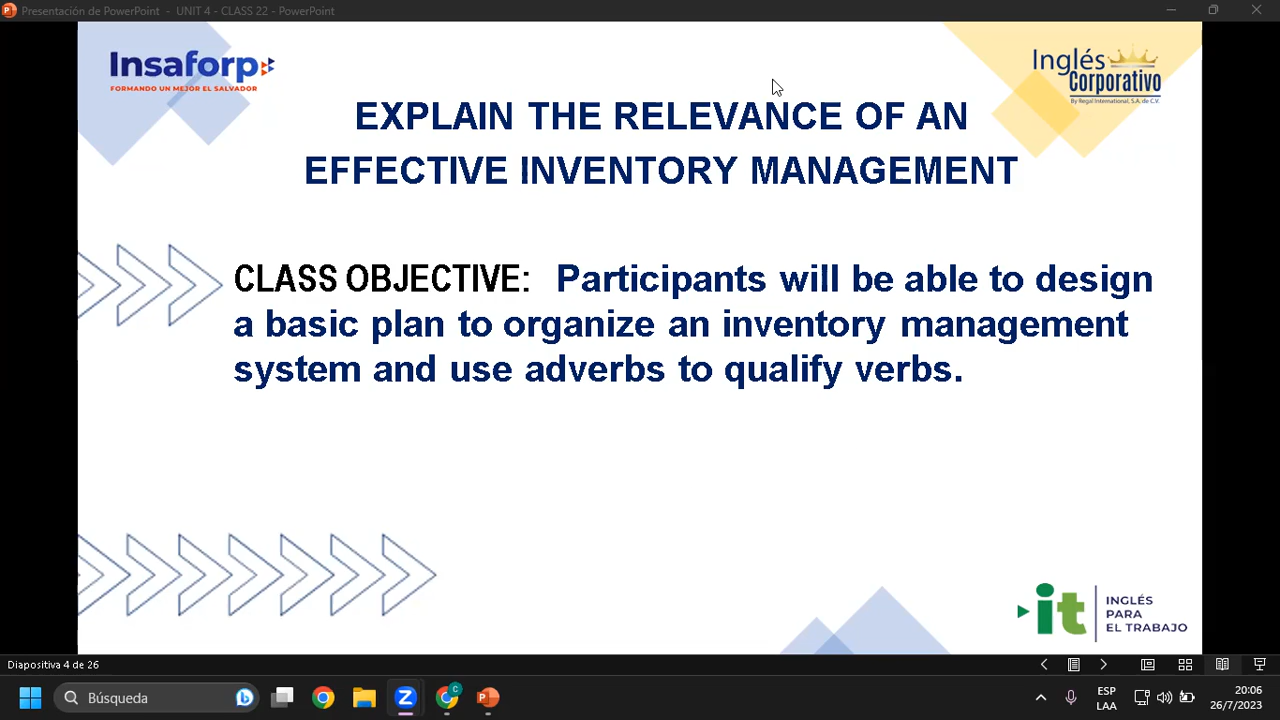 Presentación de PowerPoint - UNIT 4 - CLASS 22 - PowerPoint
Insaforp
FORMANDO UN MEJOR EL SALVADOR
Inglés
Corporativo
By Regal International, S.A. de C.V.
EXPLAIN THE RELEVANCE OF AN
EFFECTIVE INVENTORY MANAGEMENT
CLASS OBJECTIVE: Participants will be able to design
a basic plan to organize an inventory management
system and use adverbs to qualify verbs.
it
INGLÉS
PARA
EL TRABAJO
Diapositiva 4 de 26
Búsqueda
ESP
LAA
20:06
26/7/2023